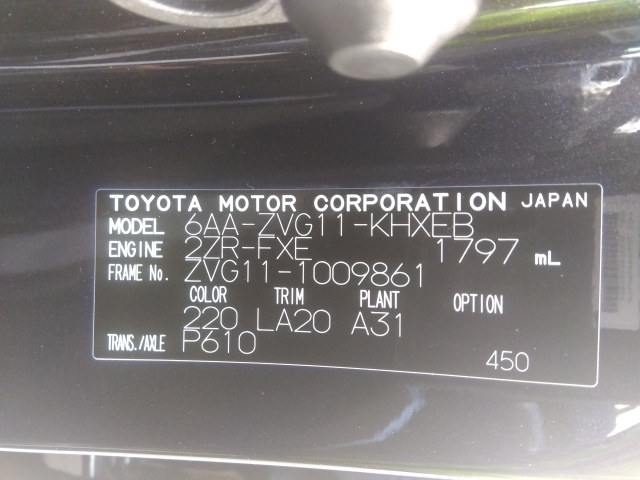 TOYOTA MOTOR CORPORATION JAPAN
MODEL 6AA-ZVG11-KHXEB
ENGINE 2ZR-FXE 1797 mL
FRAME No. ZVG11-1009861
COLOR TRIM PLANT OPTION
220 LA20 A31
TRANS./AXLE P610
450